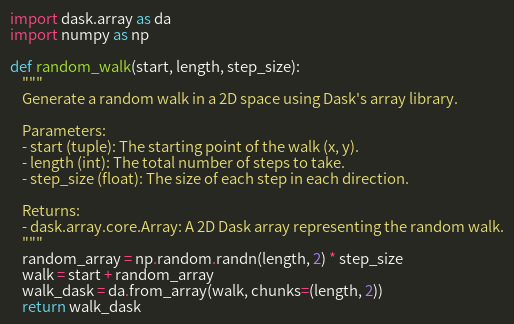 import dask.array as da
import numpy as np

def random_walk(start, length, step_size):
    """
    Generate a random walk in a 2D space using Dask's array library.

    Parameters:
    - start (tuple): The starting point of the walk (x, y).
    - length (int): The total number of steps to take.
    - step_size (float): The size of each step in each direction.

    Returns:
    - dask.array.core.Array: A 2D Dask array representing the random walk.
    """
    random_array = np.random.randn(length, 2) * step_size
    walk = start + random_array
    walk_dask = da.from_array(walk, chunks=(length, 2))
    return walk_dask